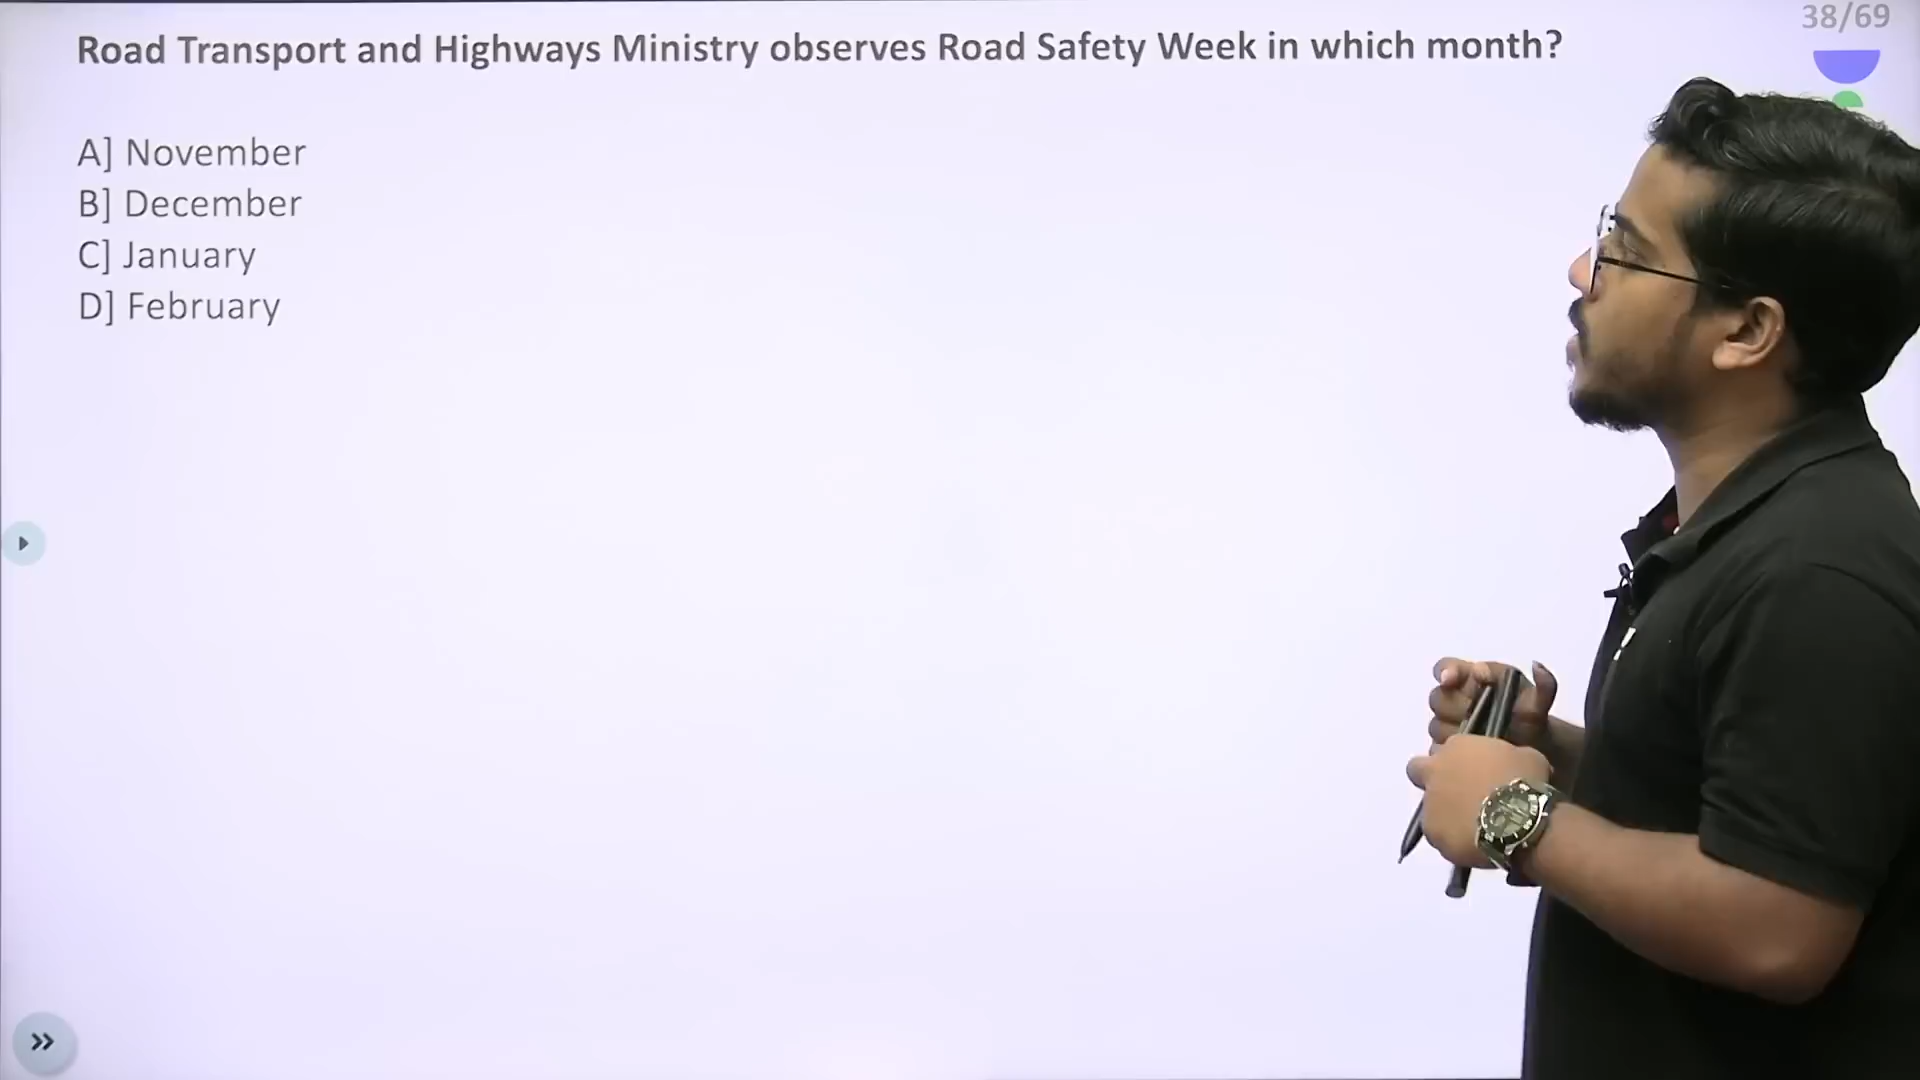 38/69
Road Transport and Highways Ministry observes Road Safety Week in which month?
A] November
B] December
C] January
D] February